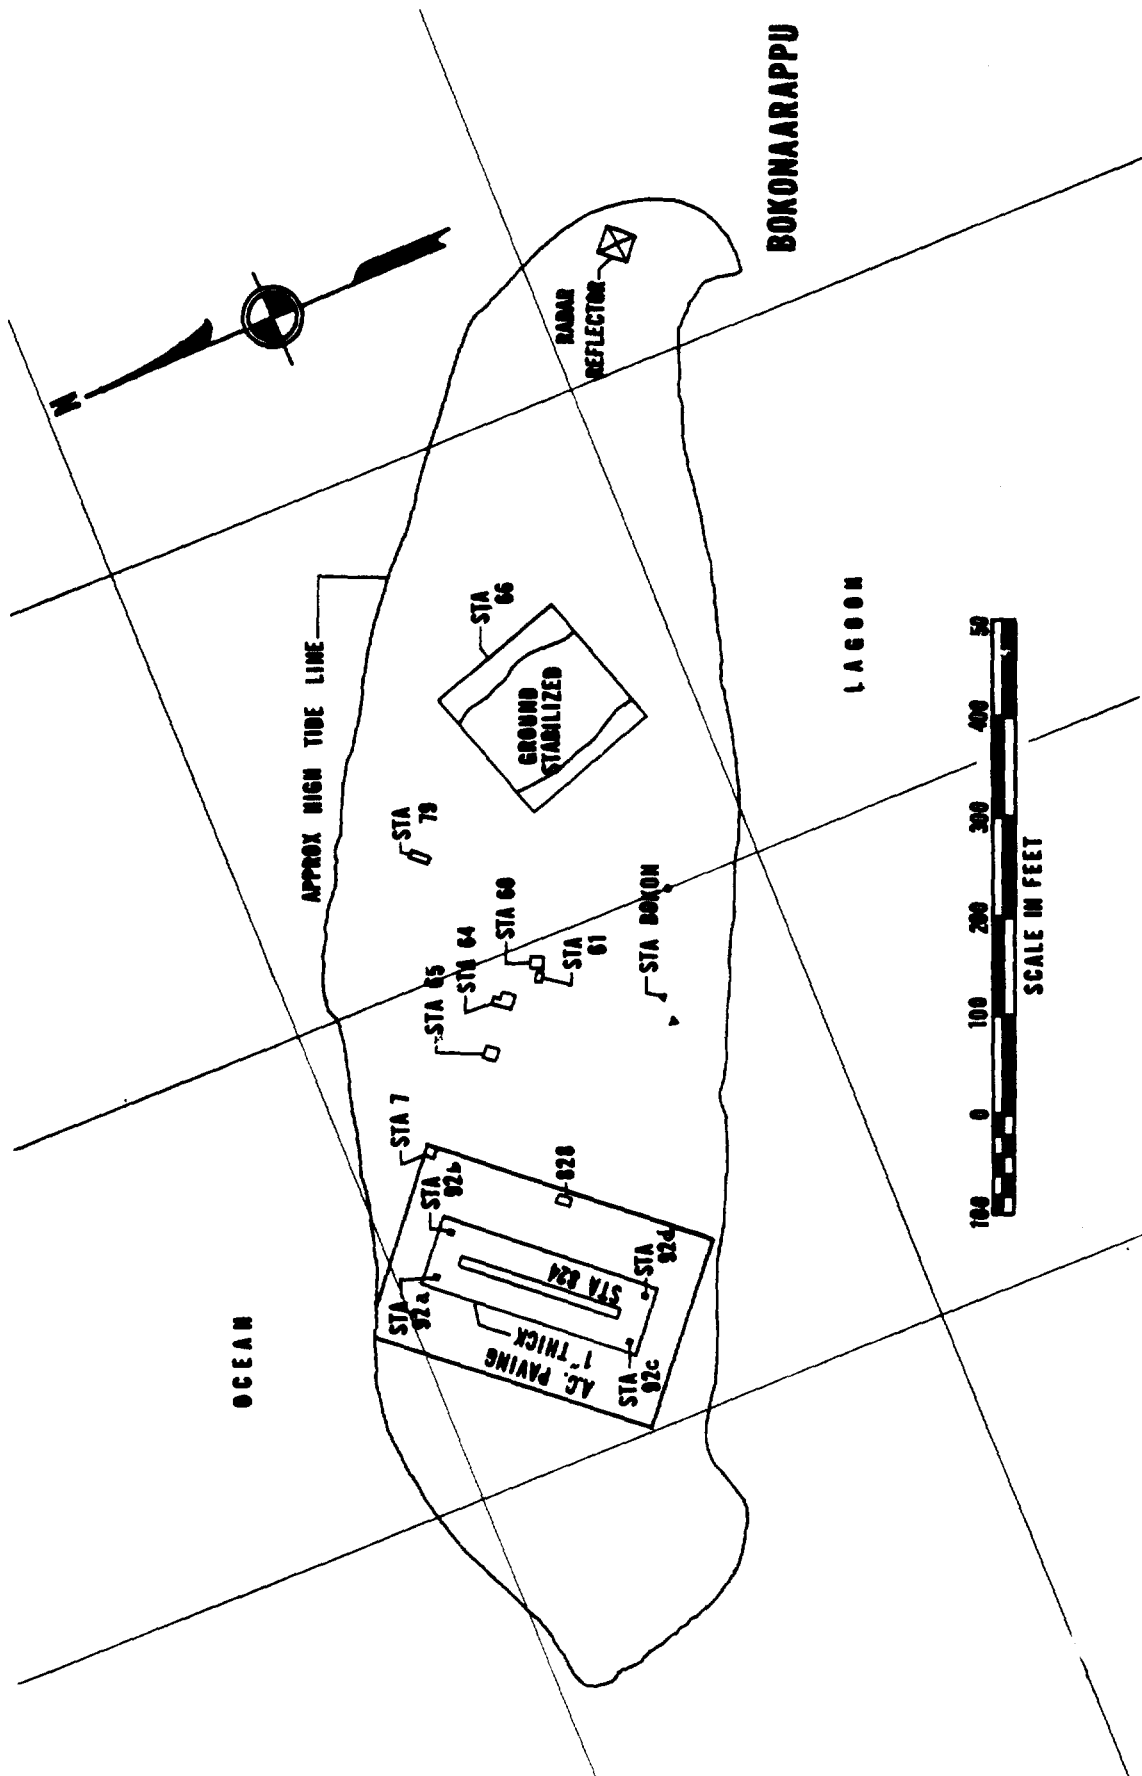 N
BOKONAARAPPU
OCEAN
APPROX HIGH TIDE LINE
RADAR
REFLECTOR
STA
66
GROUND
STABILIZED
STA
79
STA 60
STA
61
STA 64
STA 65
STA BOKON
STA 7
STA
92b
828
STA
92a
STA 824
STA
92d
A.C. PAVING
1" THICK
STA
92c
LAGOON
100 0 100 200 300 400 50
SCALE IN FEET